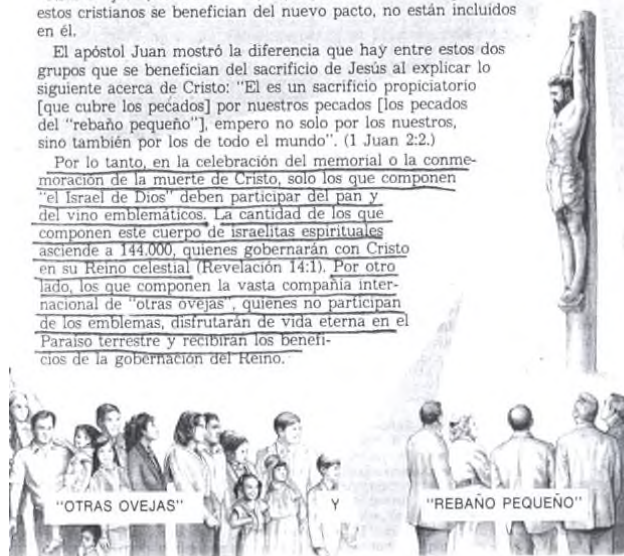 estos cristianos se benefician del nuevo pacto, no están incluidos
en él.
El apóstol Juan mostró la diferencia que hay entre estos dos
grupos que se benefician del sacrificio de Jesús al explicar lo
siguiente acerca de Cristo: "El es un sacrificio propiciatorio
[que cubre los pecados] por nuestros pecados [los pecados
del "rebaño pequeño"], empero no solo por los nuestros,
sino también por los de todo el mundo". (1 Juan 2:2.)
Por lo tanto, en la celebración del memorial o la conme-
moración de la muerte de Cristo, solo los que componen
"el Israel de Dios" deben participar del pan y
del vino emblemáticos. La cantidad de los que
componen este cuerpo de israelitas espirituales
asciende a 144.000, quienes gobernarán con Cristo
en su Reino celestial (Revelación 14:1). Por otro
lado, los que componen la vasta compañía inter-
nacional de "otras ovejas", quienes no participan
de los emblemas, disfrutarán de vida eterna en el
Paraíso terrestre y recibirán los benefi-
cios de la gobernación del Reino.
"OTRAS OVEJAS" Y "REBAÑO PEQUEÑO"